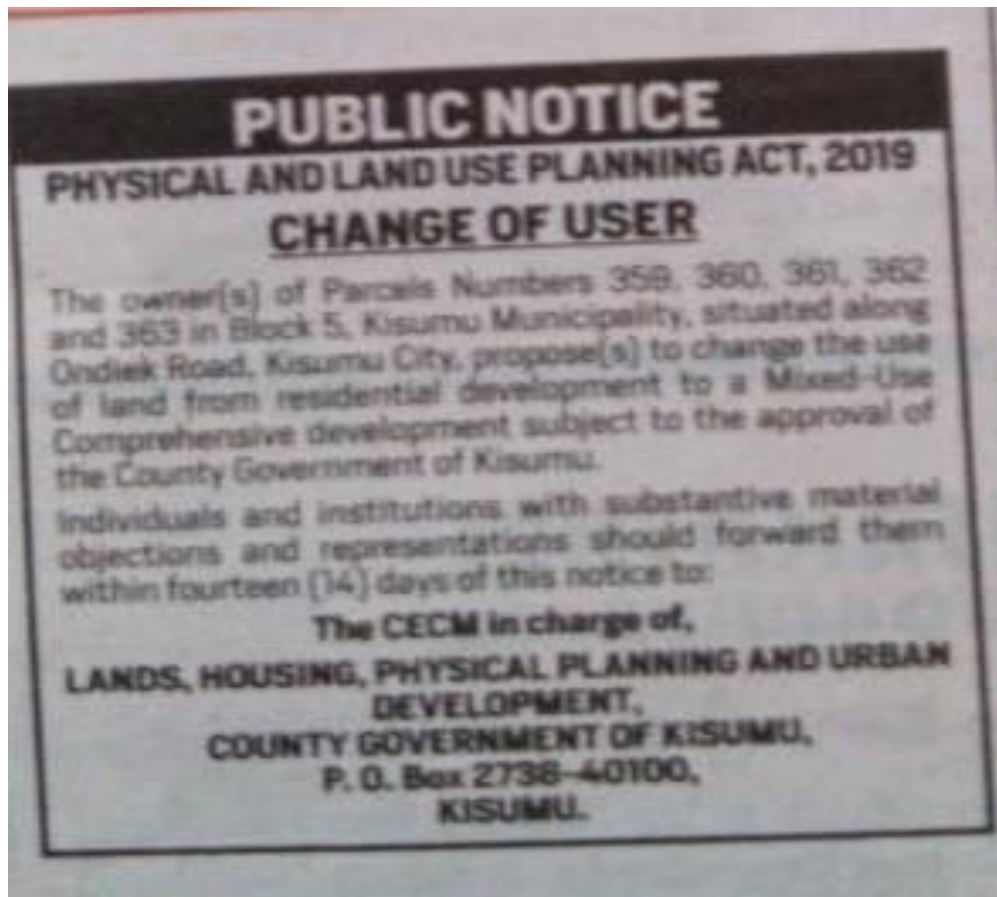 PUBLIC NOTICE
PHYSICAL AND LAND USE PLANNING ACT, 2019
CHANGE OF USER
The owner(s) of Parcels Numbers 359, 360, 361, 362
and 363 in Block 5, Kisumu Municipality, situated along
Ondiek Road, Kisumu City, propose(s) to change the use
of land from residential development to a Mixed-Use
Comprehensive development subject to the approval of
the County Government of Kisumu.
Individuals and institutions with substantive material
objections and representations should forward them
within fourteen (14) days of this notice to:
The CECM in charge of,
LANDS, HOUSING, PHYSICAL PLANNING AND URBAN
DEVELOPMENT,
COUNTY GOVERNMENT OF KISUMU,
P. O. Box 2738-40100,
KISUMU.